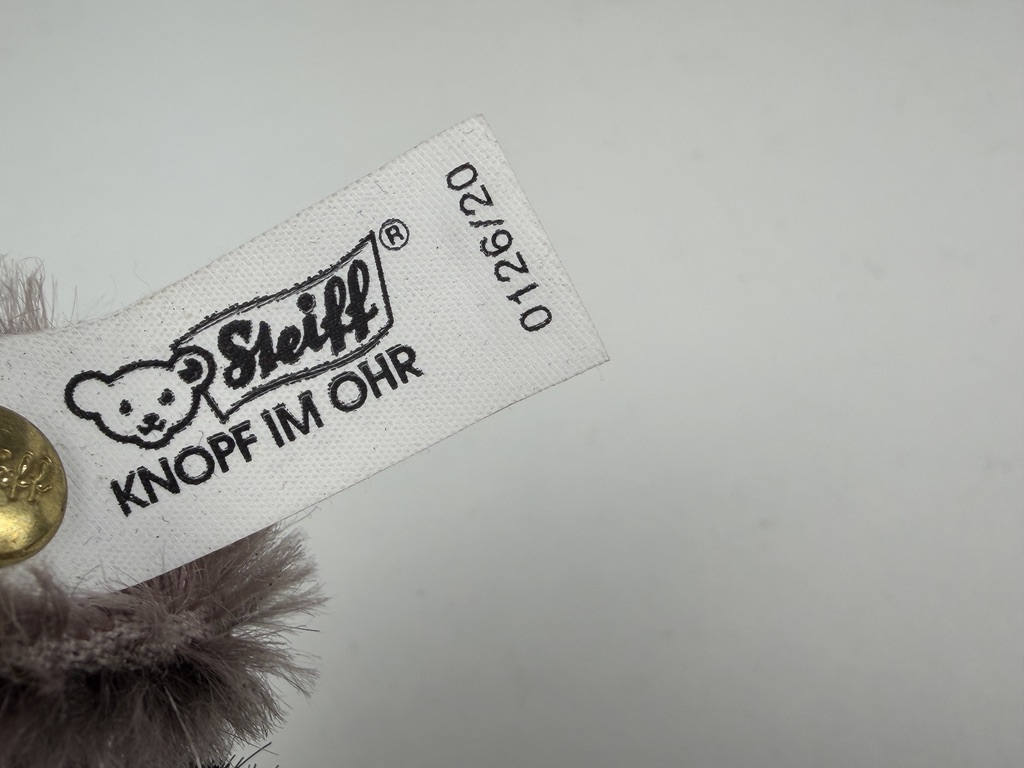 Steiff®
KNOPF IM OHR
0126/20